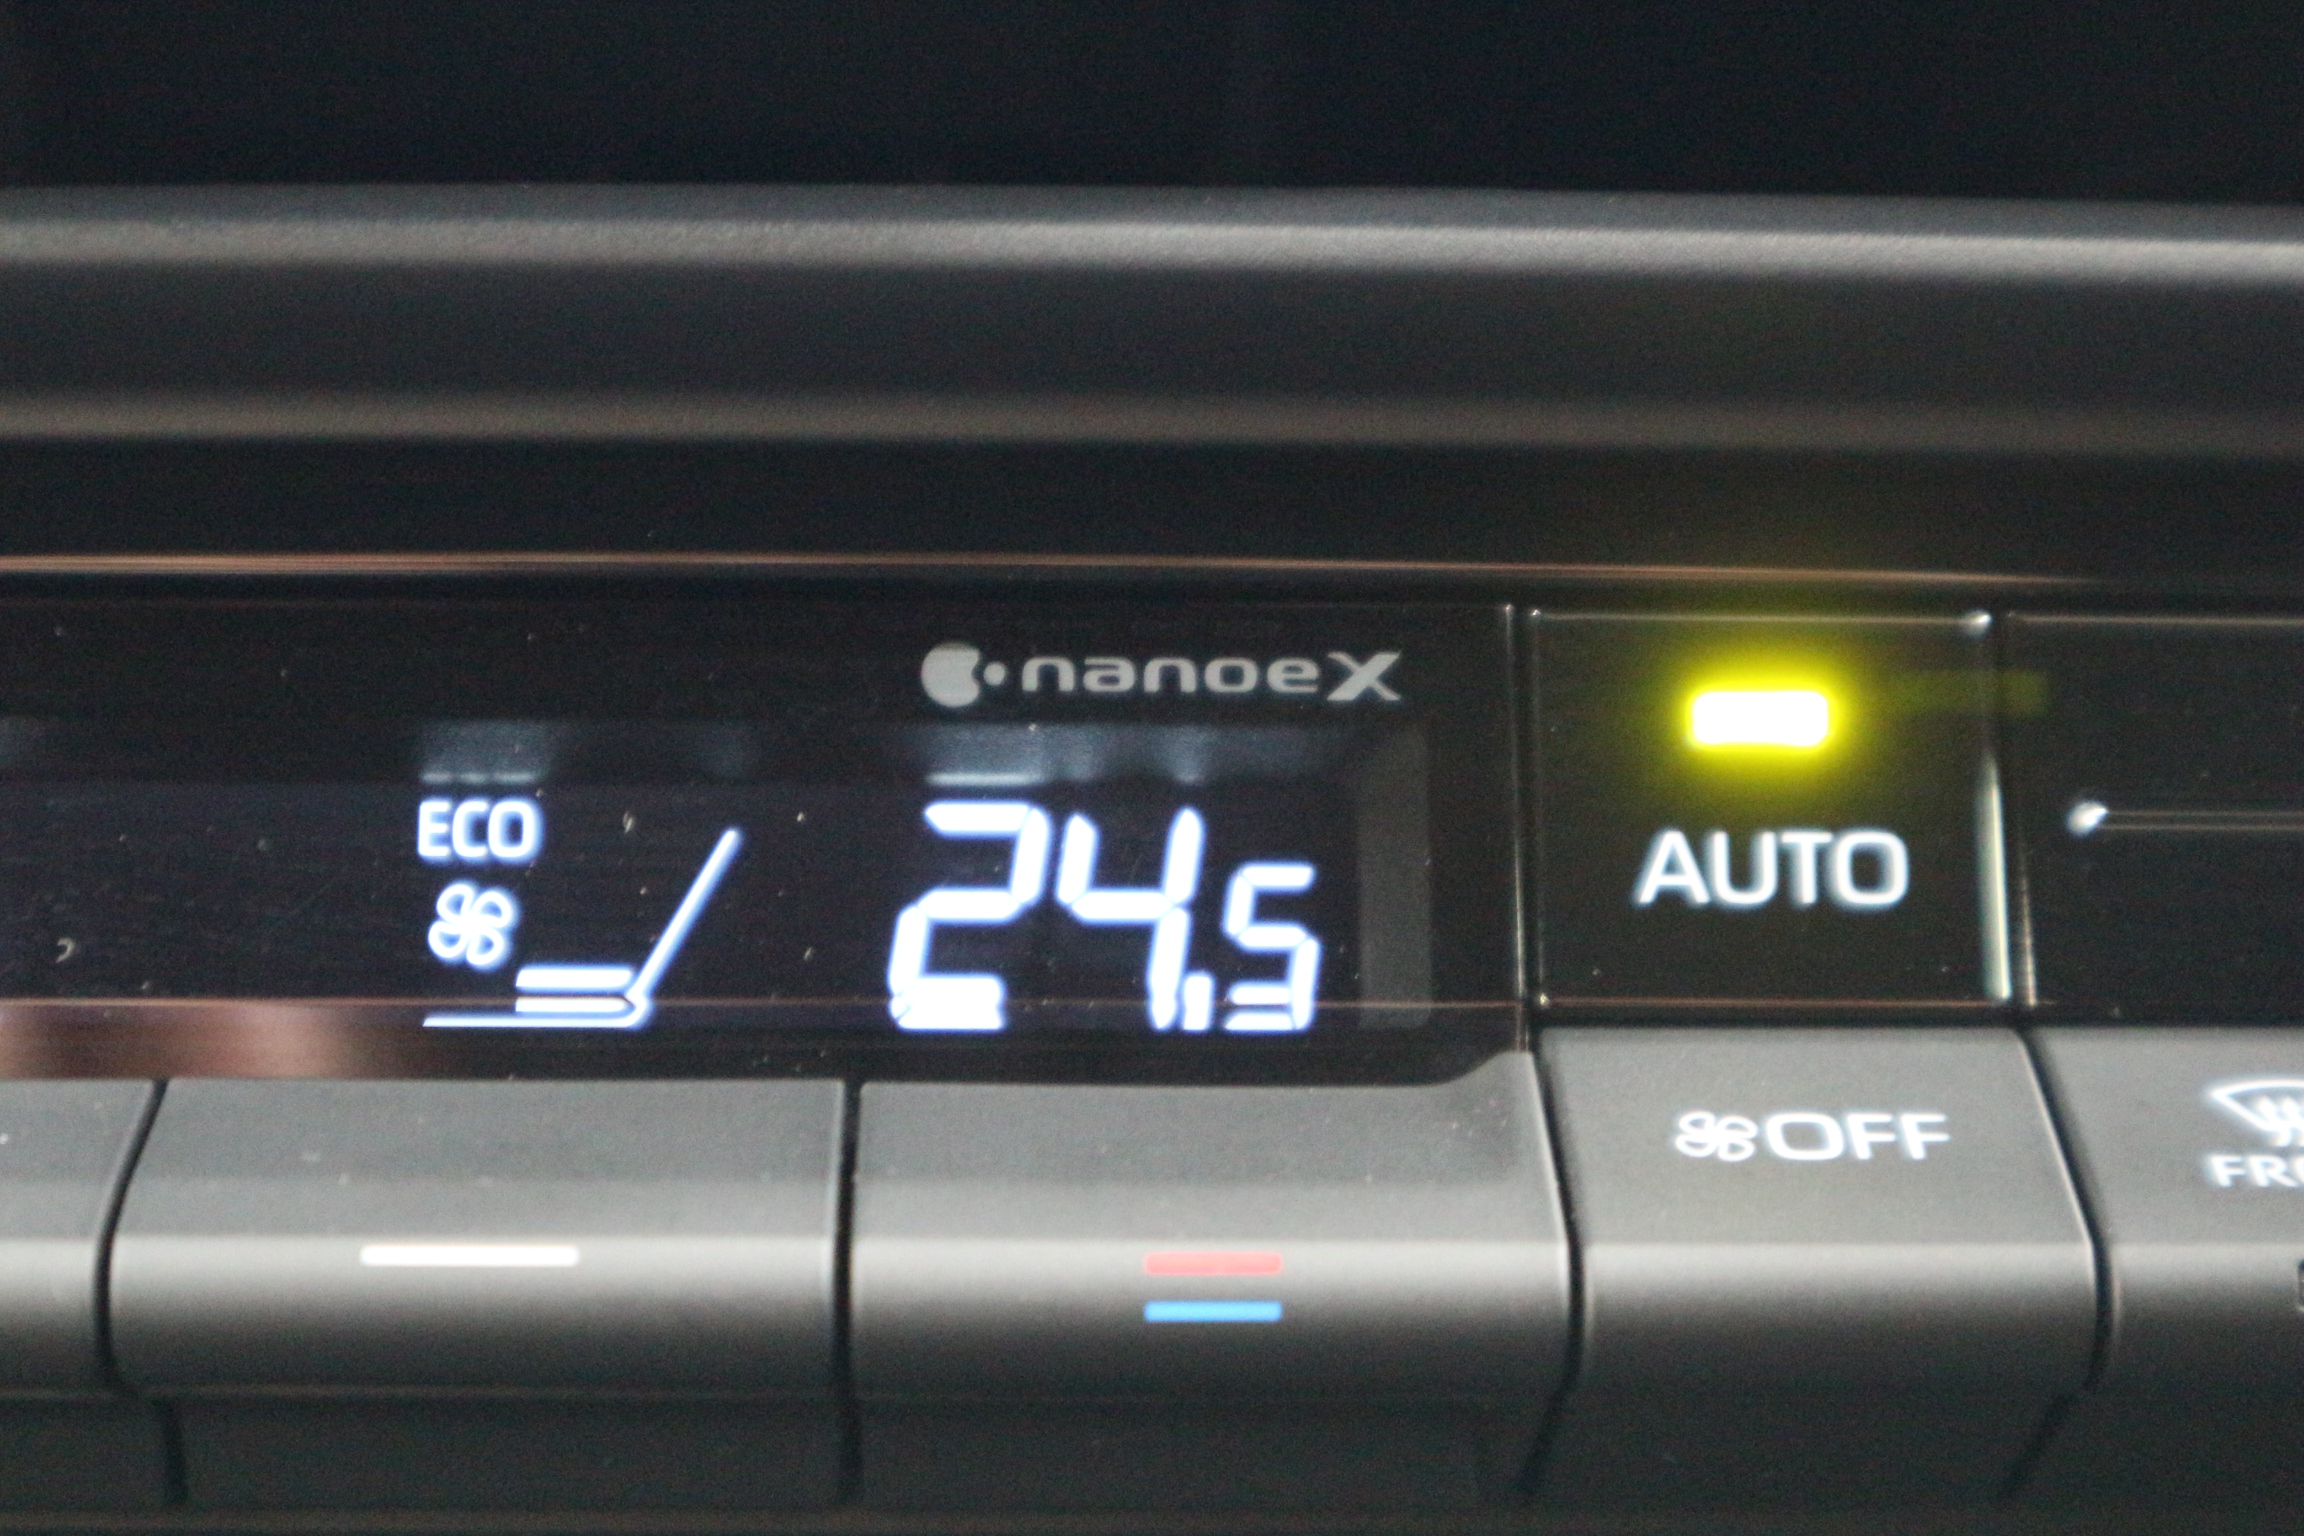 nanoeX
ECO
24.5
AUTO
OFF